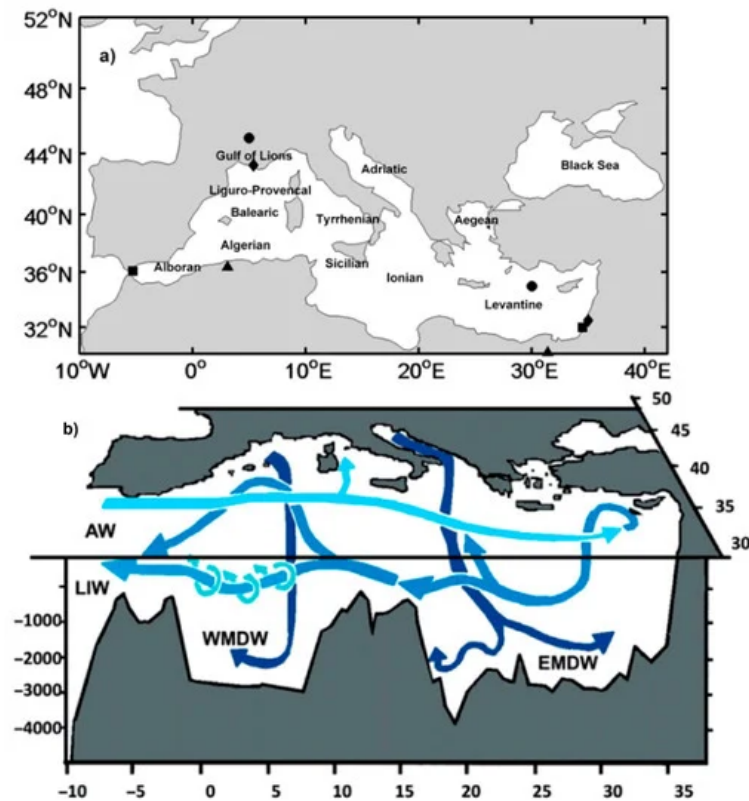 52°N
a)
48°N
44°N
Gulf of Lions
Adriatic
Black Sea
Liguro-Provencal
40°N
Balearic
Tyrrhenian
Aegean
Algerian
36°N
Alboran
Sicilian
Ionian
Levantine
32°N
10°W 0° 10°E 20°E 30°E 40°E
b)
50
45
40
35
AW
30
LIW
-1000
WMDW
-2000
EMDW
-3000
-4000
-10 -5 0 5 10 15 20 25 30 35